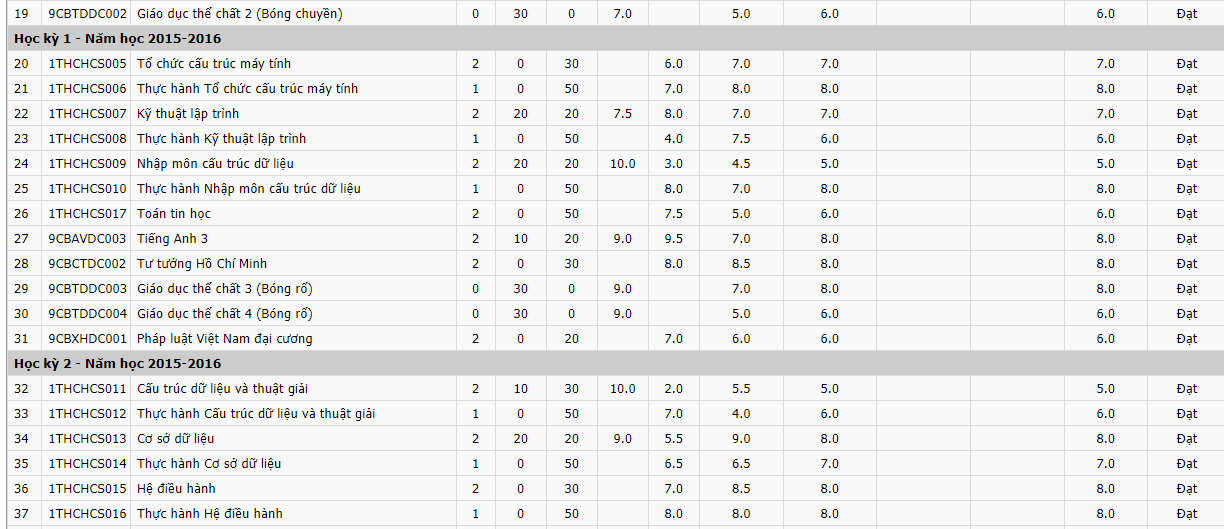 19 9CBTDDC002 Giáo dục thể chất 2 (Bóng chuyền) 0 30 0 7.0 5.0 6.0 6.0 Đạt
Học kỳ 1 - Năm học 2015-2016
20 1THCHCS005 Tổ chức cấu trúc máy tính 2 0 30 6.0 7.0 7.0 7.0 Đạt
21 1THCHCS006 Thực hành Tổ chức cấu trúc máy tính 1 0 50 7.0 8.0 8.0 8.0 Đạt
22 1THCHCS007 Kỹ thuật lập trình 2 20 20 7.5 8.0 7.0 7.0 7.0 Đạt
23 1THCHCS008 Thực hành Kỹ thuật lập trình 1 0 50 4.0 7.5 6.0 6.0 Đạt
24 1THCHCS009 Nhập môn cấu trúc dữ liệu 2 20 20 10.0 3.0 4.5 5.0 5.0 Đạt
25 1THCHCS010 Thực hành Nhập môn cấu trúc dữ liệu 1 0 50 8.0 7.0 8.0 8.0 Đạt
26 1THCHCS017 Toán tin học 2 0 50 7.5 5.0 6.0 6.0 Đạt
27 9CBAVDC003 Tiếng Anh 3 2 10 20 9.0 9.5 7.0 8.0 8.0 Đạt
28 9CBCTDC002 Tư tưởng Hồ Chí Minh 2 0 30 8.0 8.5 8.0 8.0 Đạt
29 9CBTDDC003 Giáo dục thể chất 3 (Bóng rổ) 0 30 0 9.0 7.0 8.0 8.0 Đạt
30 9CBTDDC004 Giáo dục thể chất 4 (Bóng rổ) 0 30 0 9.0 5.0 6.0 6.0 Đạt
31 9CBXHDC001 Pháp luật Việt Nam đại cương 2 0 20 7.0 6.0 6.0 6.0 Đạt
Học kỳ 2 - Năm học 2015-2016
32 1THCHCS011 Cấu trúc dữ liệu và thuật giải 2 10 30 10.0 2.0 5.5 5.0 5.0 Đạt
33 1THCHCS012 Thực hành Cấu trúc dữ liệu và thuật giải 1 0 50 7.0 4.0 6.0 6.0 Đạt
34 1THCHCS013 Cơ sở dữ liệu 2 20 20 9.0 5.5 9.0 8.0 8.0 Đạt
35 1THCHCS014 Thực hành Cơ sở dữ liệu 1 0 50 6.5 6.5 7.0 7.0 Đạt
36 1THCHCS015 Hệ điều hành 2 0 30 7.0 8.5 8.0 8.0 Đạt
37 1THCHCS016 Thực hành Hệ điều hành 1 0 50 8.0 8.0 8.0 8.0 Đạt